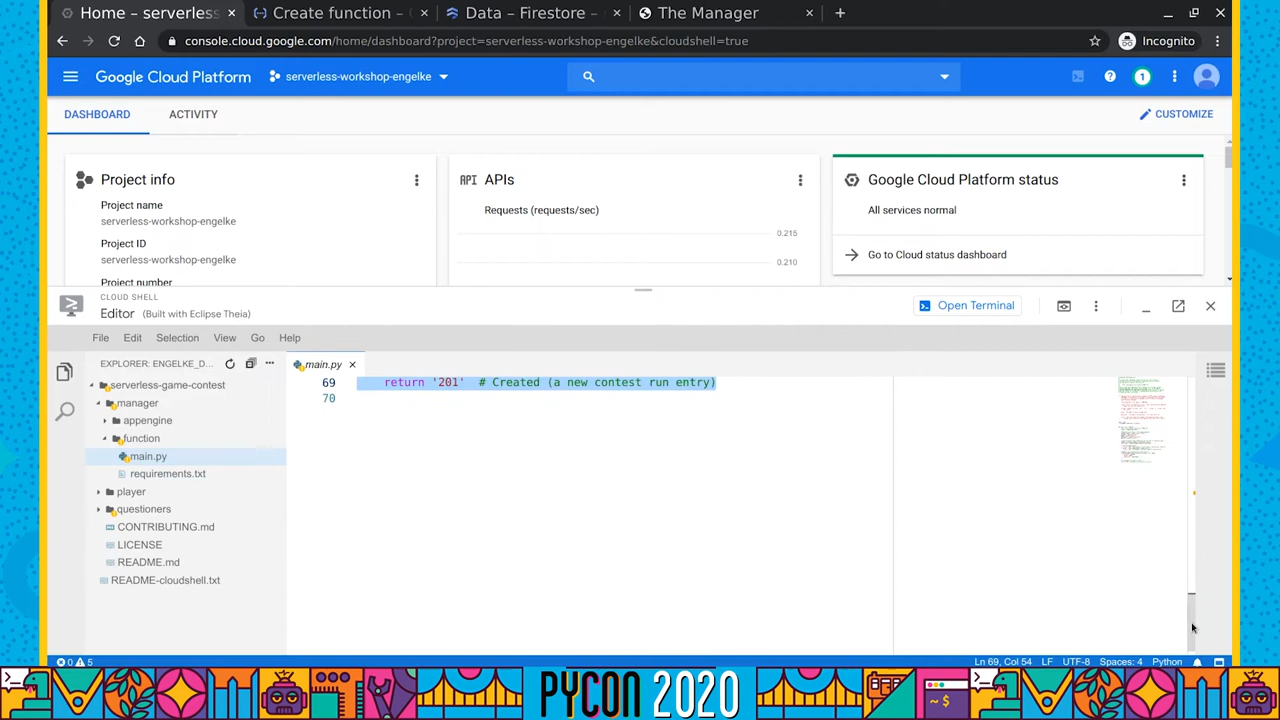 Home – serverless
Create function –
Data – Firestore –
The Manager
console.cloud.google.com/home/dashboard?project=serverless-workshop-engelke&cloudshell=true
Incognito
Google Cloud Platform
serverless-workshop-engelke
1
DASHBOARD
ACTIVITY
CUSTOMIZE
Project info
Project name
serverless-workshop-engelke
Project ID
serverless-workshop-engelke
Project number
API APIs
Requests (requests/sec)
0.215
0.210
Google Cloud Platform status
All services normal
Go to Cloud status dashboard
CLOUD SHELL
Editor (Built with Eclipse Theia)
Open Terminal
File Edit Selection View Go Help
EXPLORER: ENGELKE_D...
serverless-game-contest
manager
appengine
function
main.py
requirements.txt
player
questioners
CONTRIBUTING.md
LICENSE
README.md
README-cloudshell.txt
main.py
69 return '201' # Created (a new contest run entry)
70
0 5
Ln 69, Col 54 LF UTF-8 Spaces: 4 Python
PYCON 2020
~$